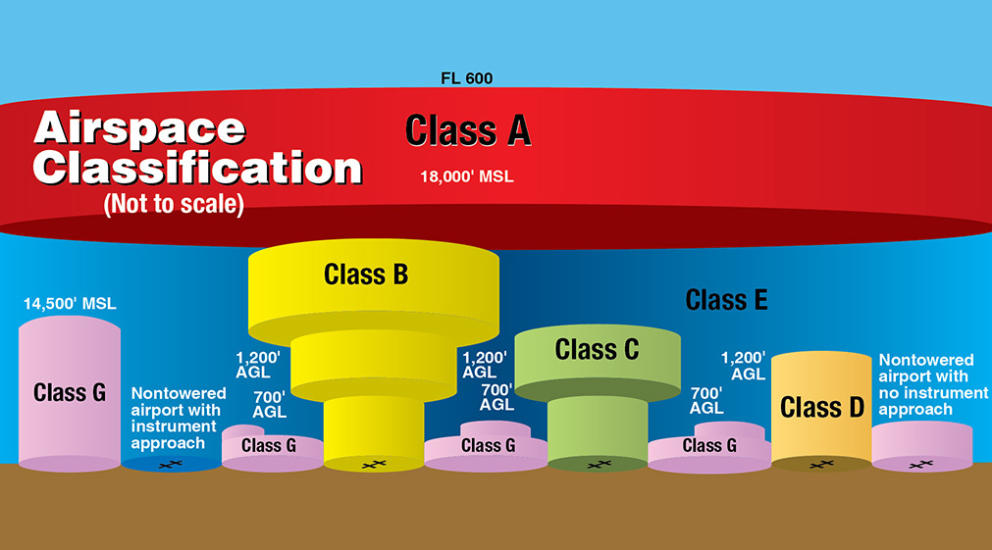 FL 600
Airspace
Classification
(Not to scale)
Class A
18,000' MSL
Class B
Class E
14,500' MSL
Class G
Nontowered
airport with
instrument
approach
1,200'
AGL
700'
AGL
Class G
1,200'
AGL
700'
AGL
Class G
Class C
1,200'
AGL
700'
AGL
Class G
Class D
Nontowered
airport with
no instrument
approach